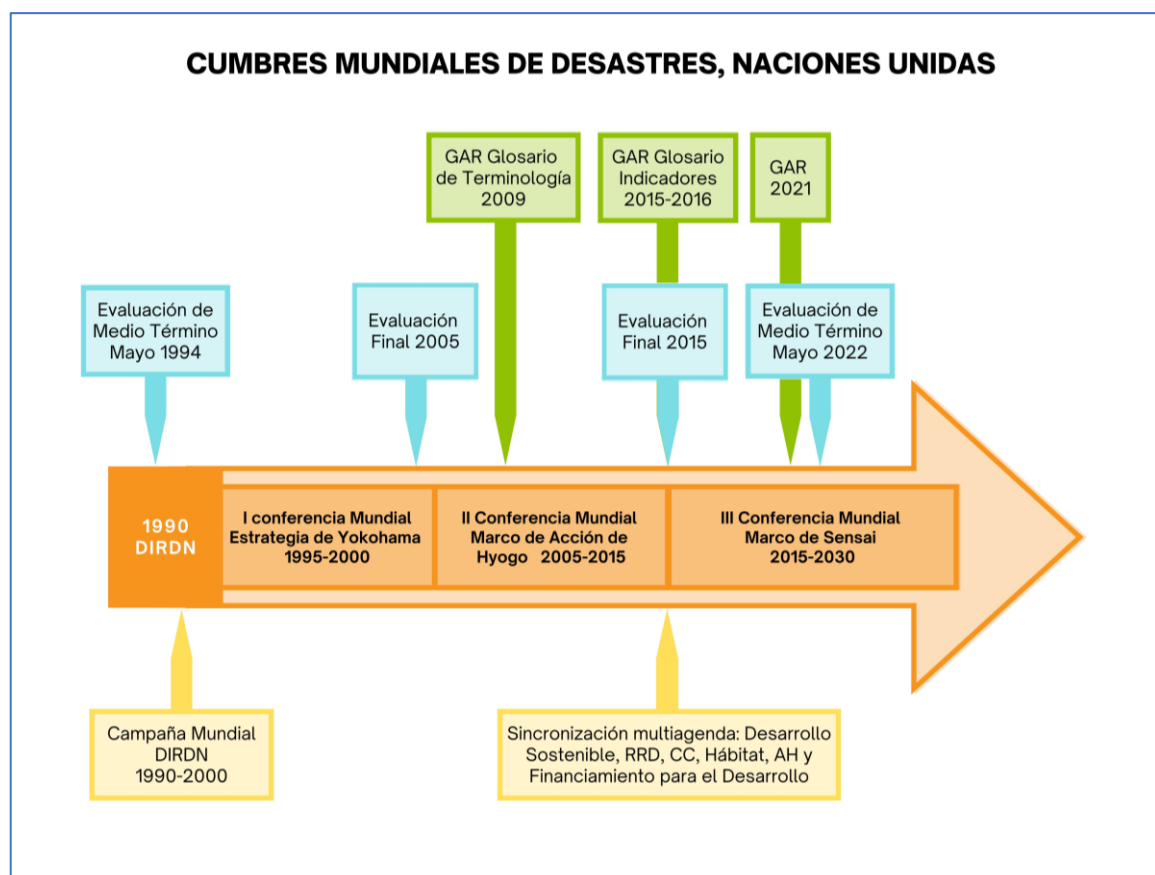 CUMBRES MUNDIALES DE DESASTRES, NACIONES UNIDAS
GAR Glosario
de Terminología
2009
GAR Glosario
Indicadores
2015-2016
GAR
2021
Evaluación de
Medio Término
Mayo 1994
Evaluación
Final 2005
Evaluación
Final 2015
Evaluación de
Medio Término
Mayo 2022
1990
DIRDN
I conferencia Mundial
Estrategia de Yokohama
1995-2000
II Conferencia Mundial
Marco de Acción de
Hyogo 2005-2015
III Conferencia Mundial
Marco de Sensai
2015-2030
Campaña Mundial
DIRDN
1990-2000
Sincronización multiagenda: Desarrollo
Sostenible, RRD, CC, Hábitat, AH y
Financiamiento para el Desarrollo